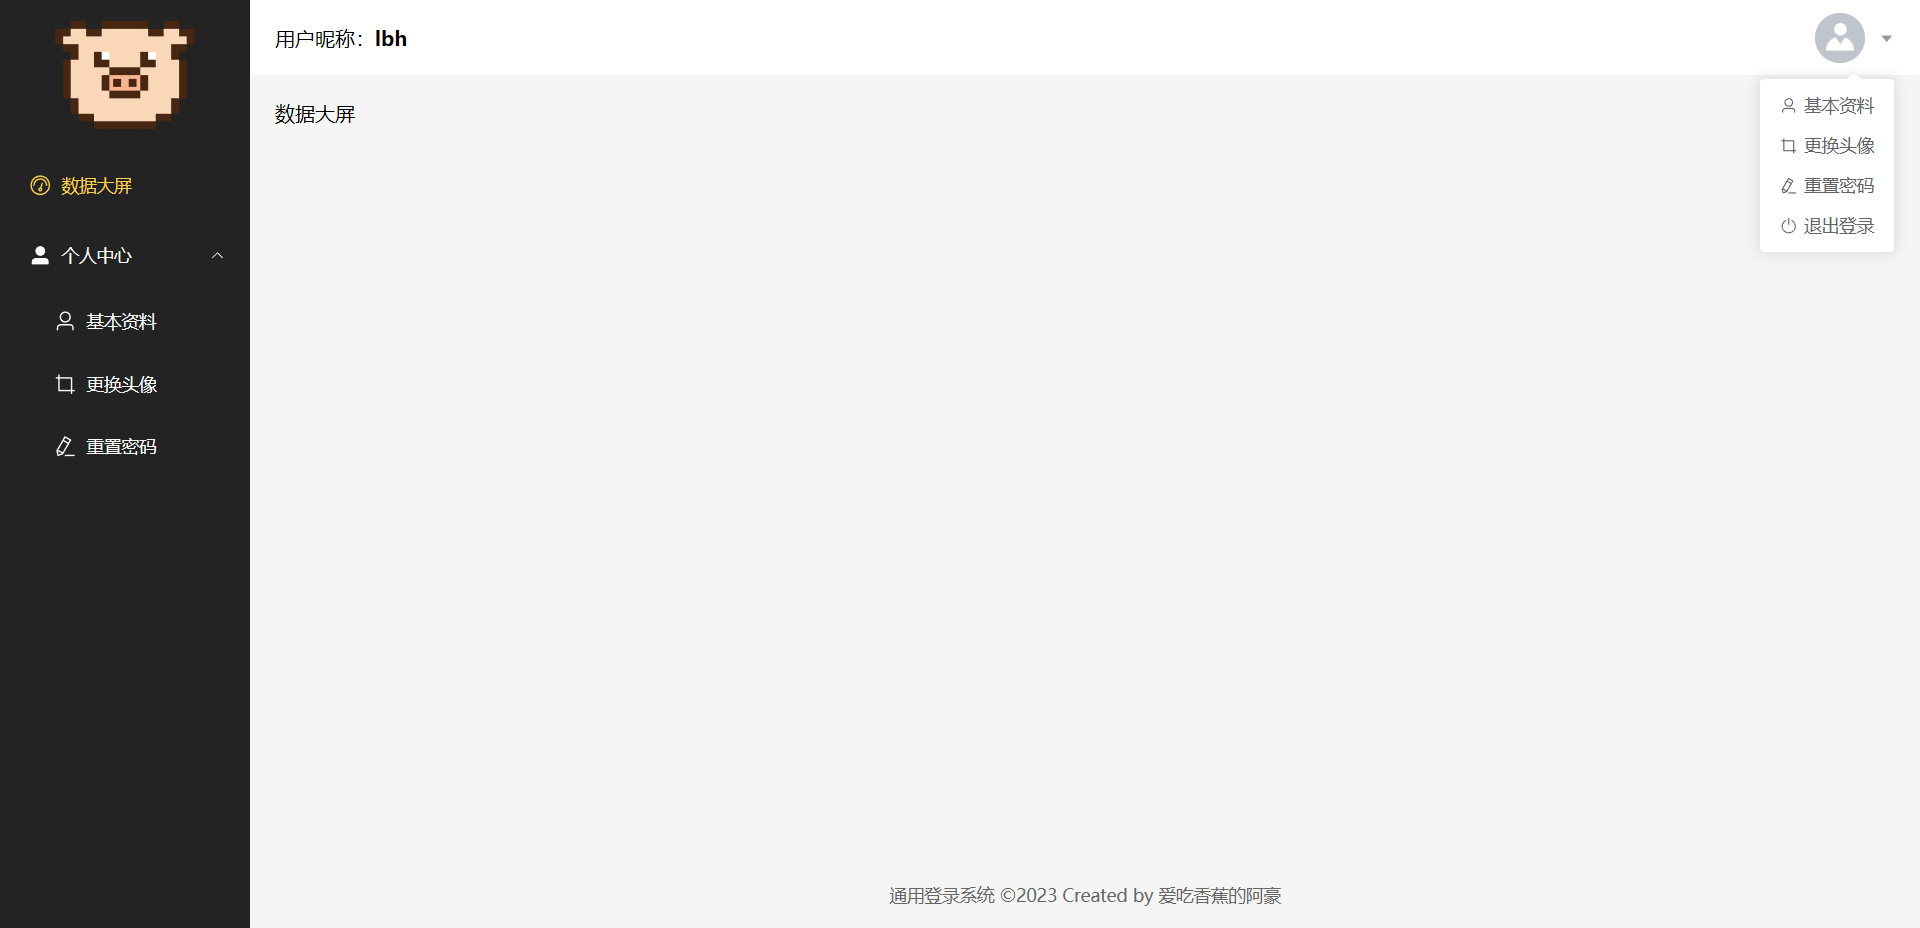 数据大屏
个人中心
基本资料
更换头像
重置密码
用户昵称：lbh
数据大屏
基本资料
更换头像
重置密码
退出登录
通用登录系统 ©2023 Created by 爱吃香蕉的阿豪